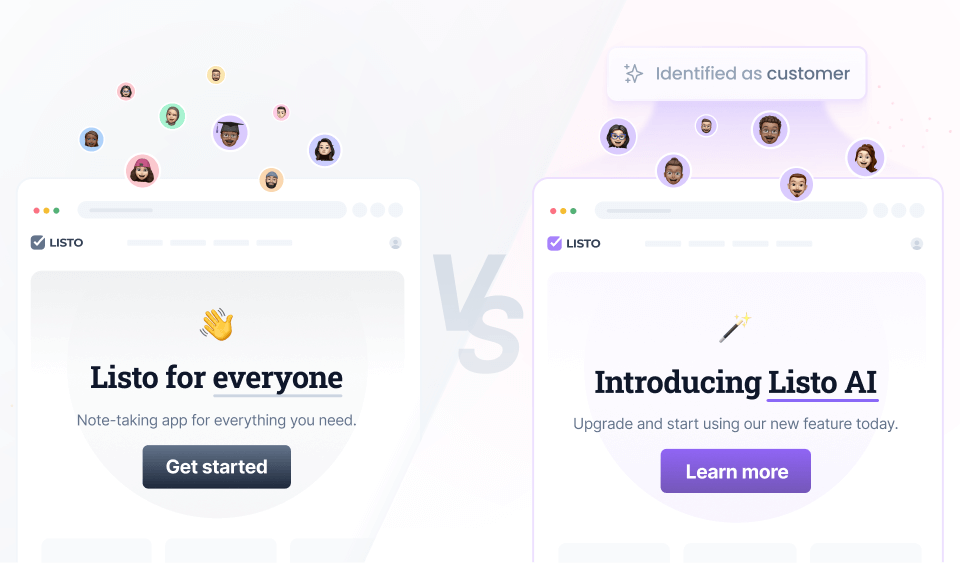 Identified as customer
LISTO
Listo for everyone
Note-taking app for everything you need.
Get started
VS
LISTO
Introducing Listo AI
Upgrade and start using our new feature today.
Learn more